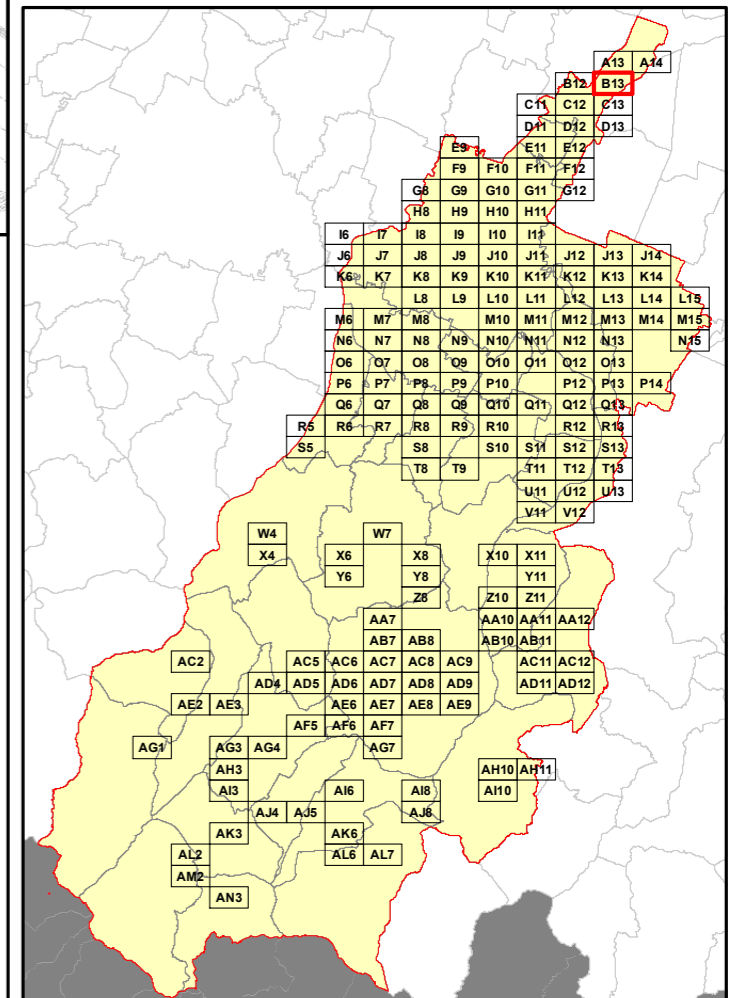 A13 A14
B12 B13
C11 C12 C13
D11 D12 D13
E9 E11 E12
F9 F10 F11 F12
G8 G9 G10 G11 G12
H8 H9 H10 H11
I6 I7 I8 I9 I10 I11
J6 J7 J8 J9 J10 J11 J12 J13 J14
K6 K7 K8 K9 K10 K11 K12 K13 K14
L8 L9 L10 L11 L12 L13 L14 L15
M6 M7 M8 M10 M11 M12 M13 M14 M15
N6 N7 N8 N9 N10 N11 N12 N13 N15
O6 O7 O8 O9 O10 O11 O12 O13
P6 P7 P8 P9 P10 P12 P13 P14
Q6 Q7 Q8 Q9 Q10 Q11 Q12 Q13
R5 R6 R7 R8 R9 R10 R12 R13
S5 S8 S10 S11 S12 S13
T8 T9 T11 T12 T13
U11 U12 U13
V11 V12
W4 W7
X4 X6 X8 X10 X11
Y6 Y8 Y11
Z8 Z10 Z11
AA7 AA10 AA11 AA12
AB7 AB8 AB10 AB11
AC2 AC5 AC6 AC7 AC8 AC9 AC11 AC12
AD4 AD5 AD6 AD7 AD8 AD9 AD11 AD12
AE2 AE3 AE6 AE7 AE8 AE9
AF5 AF6 AF7
AG1 AG3 AG4 AG7
AH3 AH10 AH11
AI3 AI6 AI8 AI10
AJ4 AJ5 AJ8
AK3 AK6
AL2 AL6 AL7
AM2
AN3